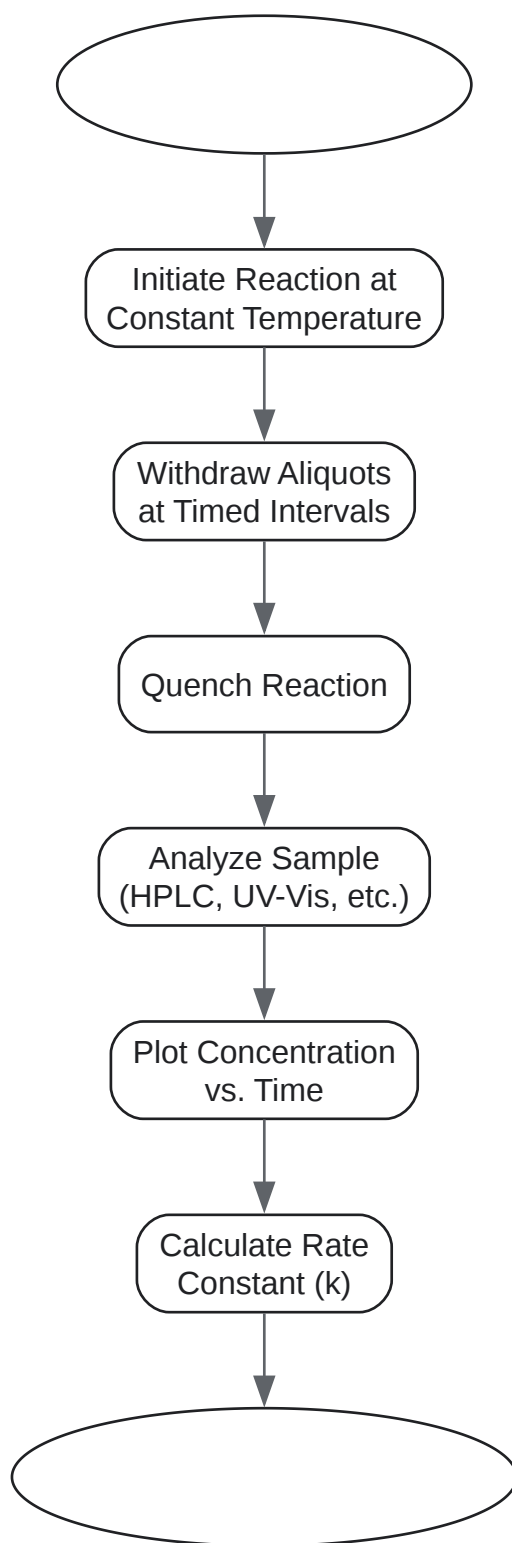 Initiate Reaction at
Constant Temperature
Withdraw Aliquots
at Timed Intervals
Quench Reaction
Analyze Sample
(HPLC, UV-Vis, etc.)
Plot Concentration
vs. Time
Calculate Rate
Constant (k)